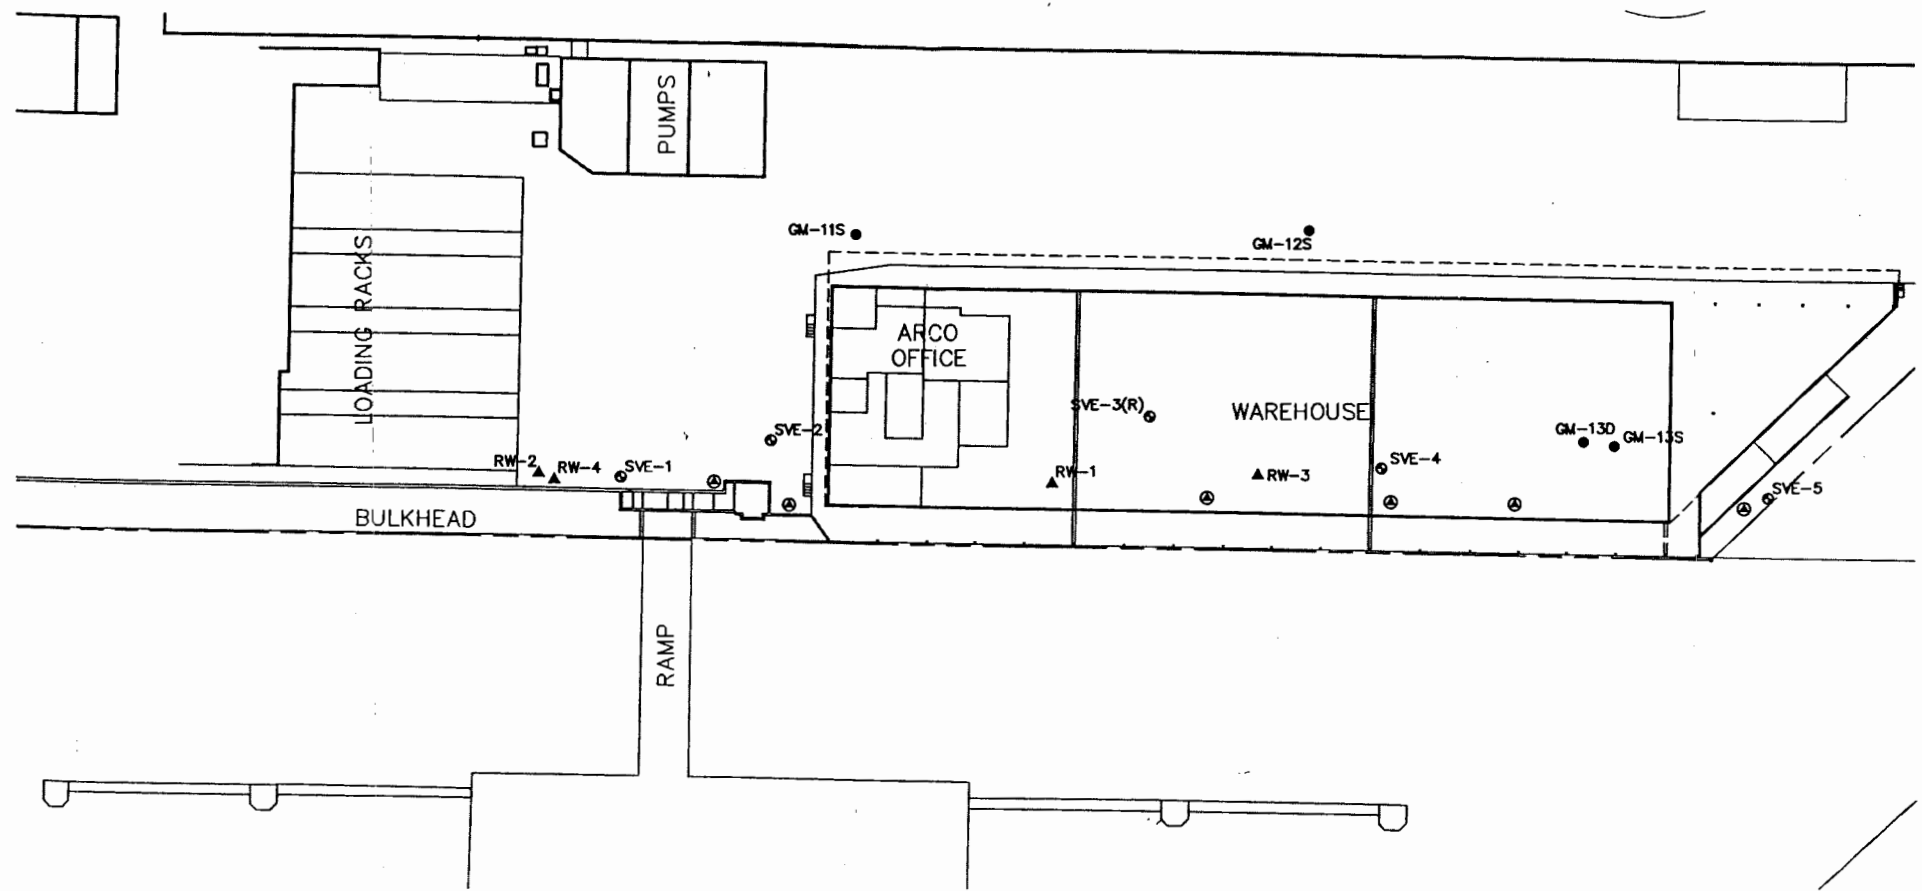 PUMPS
GM-11S
GM-12S
LOADING RACKS
ARCO
OFFICE
SVE-3(R)
WAREHOUSE
SVE-2
GM-13D
GM-13S
RW-2
RW-4
SVE-1
RW-1
RW-3
SVE-4
SVE-5
BULKHEAD
RAMP